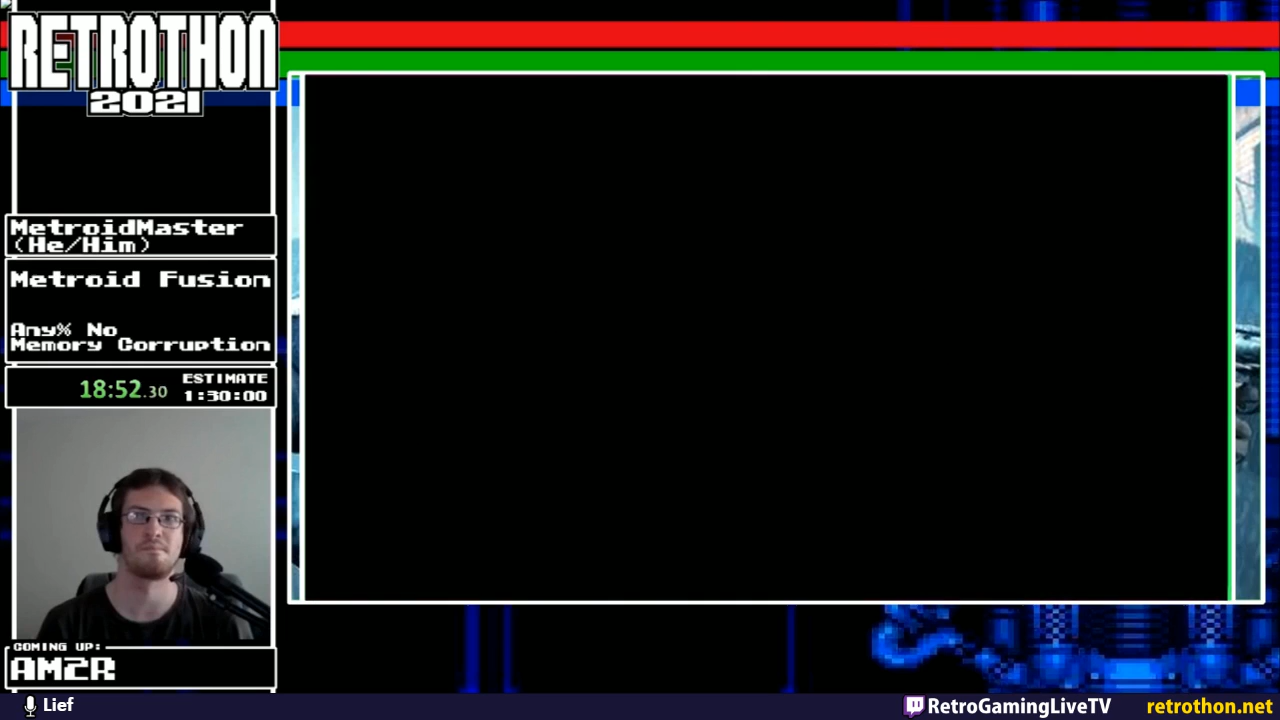 RETROTHON
2021
MetroidMaster
(He/Him)
Metroid Fusion
Any% No
Memory Corruption
18:52.30
ESTIMATE
1:30:00
COMING UP:
AM2R
Lief
RetroGamingLiveTV
retrothon.net